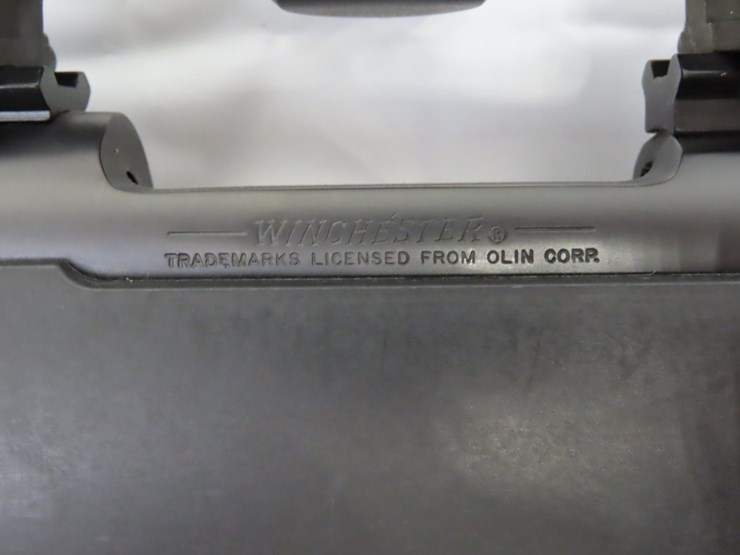 WINCHESTER®
TRADEMARKS LICENSED FROM OLIN CORP.